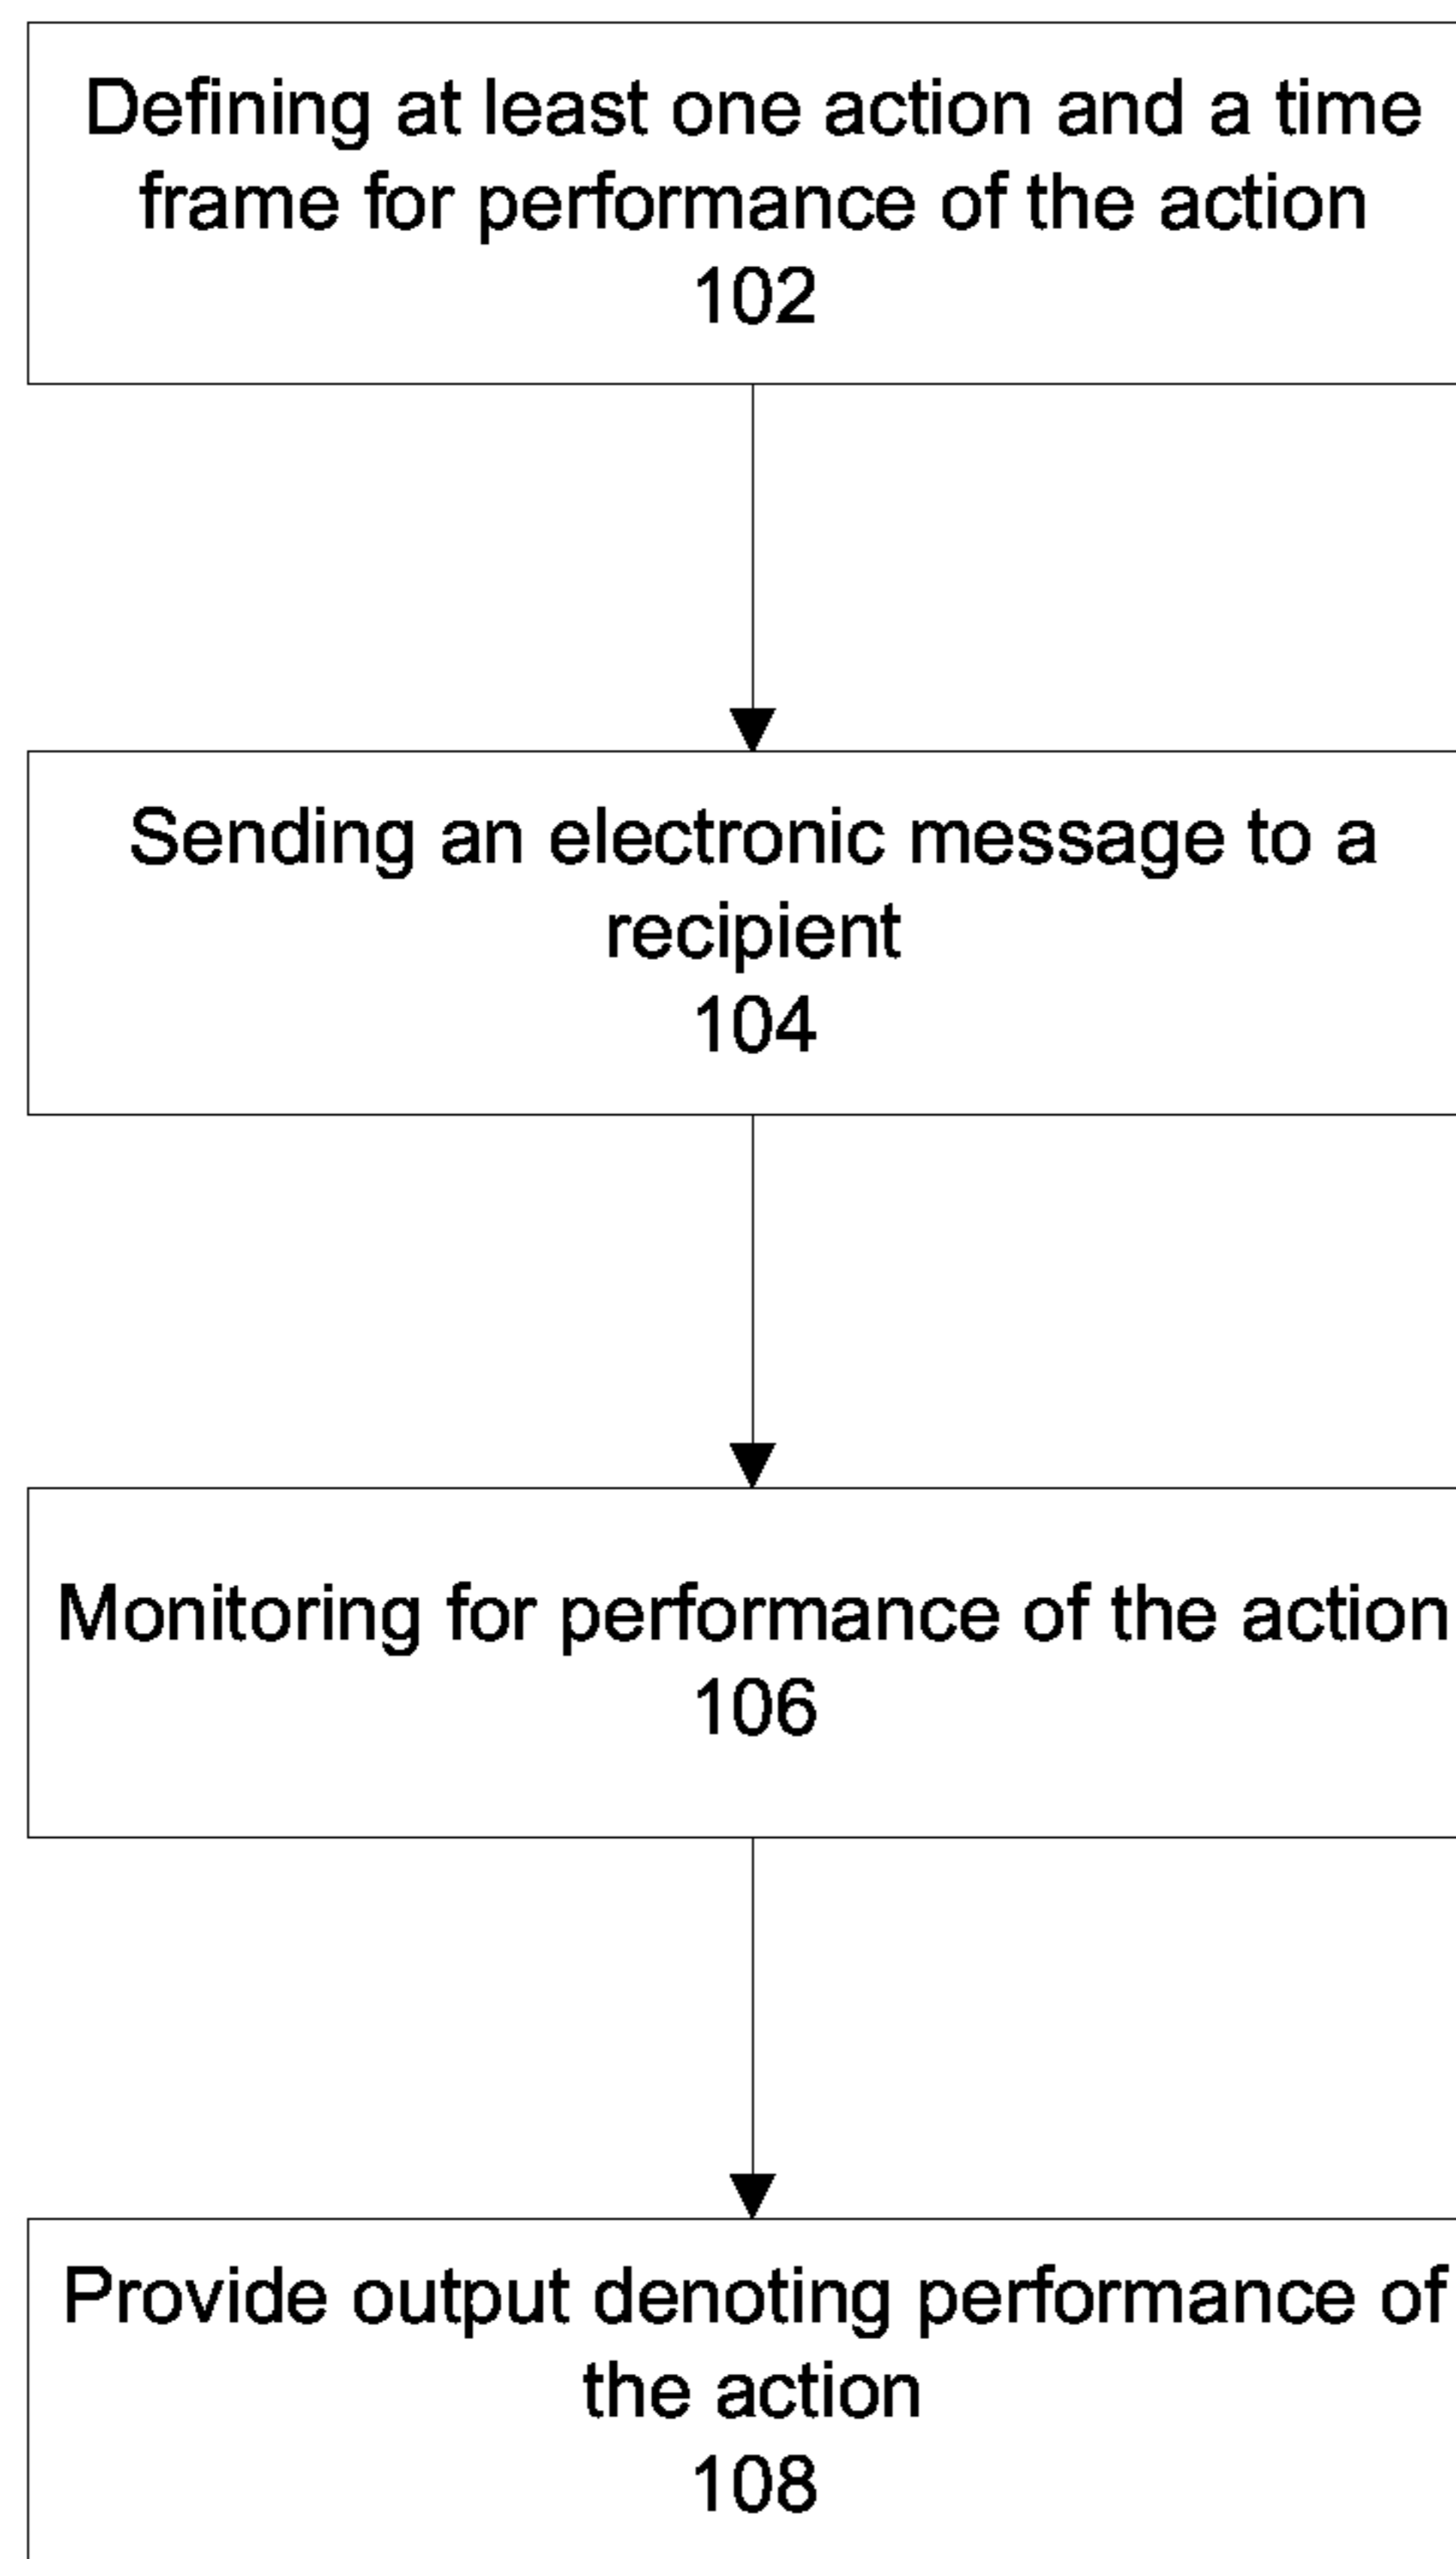 Defining at least one action and a time
frame for performance of the action
102
Sending an electronic message to a
recipient
104
Monitoring for performance of the action
106
Provide output denoting performance of
the action
108